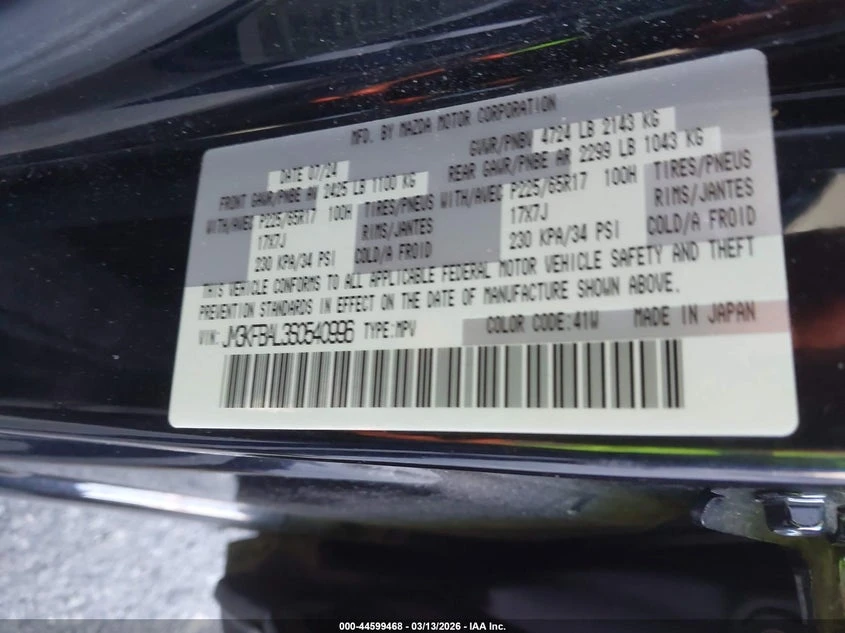 MFD. BY MAZDA MOTOR CORPORATION
DATE 07/24 GVWR/PNBV 4724 LB 2143 KG
FRONT GAWR/PNBE AV 2425 LB 1100 KG REAR GAWR/PNBE AR 2299 LB 1043 KG
WITH/AVEC P225/65R17 100H TIRES/PNEUS WITH/AVEC P225/65R17 100H TIRES/PNEUS
17X7J RIMS/JANTES 17X7J RIMS/JANTES
230 KPA/34 PSI COLD/A FROID 230 KPA/34 PSI COLD/A FROID
THIS VEHICLE CONFORMS TO ALL APPLICABLE FEDERAL MOTOR VEHICLE SAFETY AND THEFT
PREVENTION STANDARDS IN EFFECT ON THE DATE OF MANUFACTURE SHOWN ABOVE.
VIN: JM3KFBAL3S0540996 TYPE:MPV COLOR CODE:41W MADE IN JAPAN
000-44599468 - 03/13/2026 - IAA Inc.